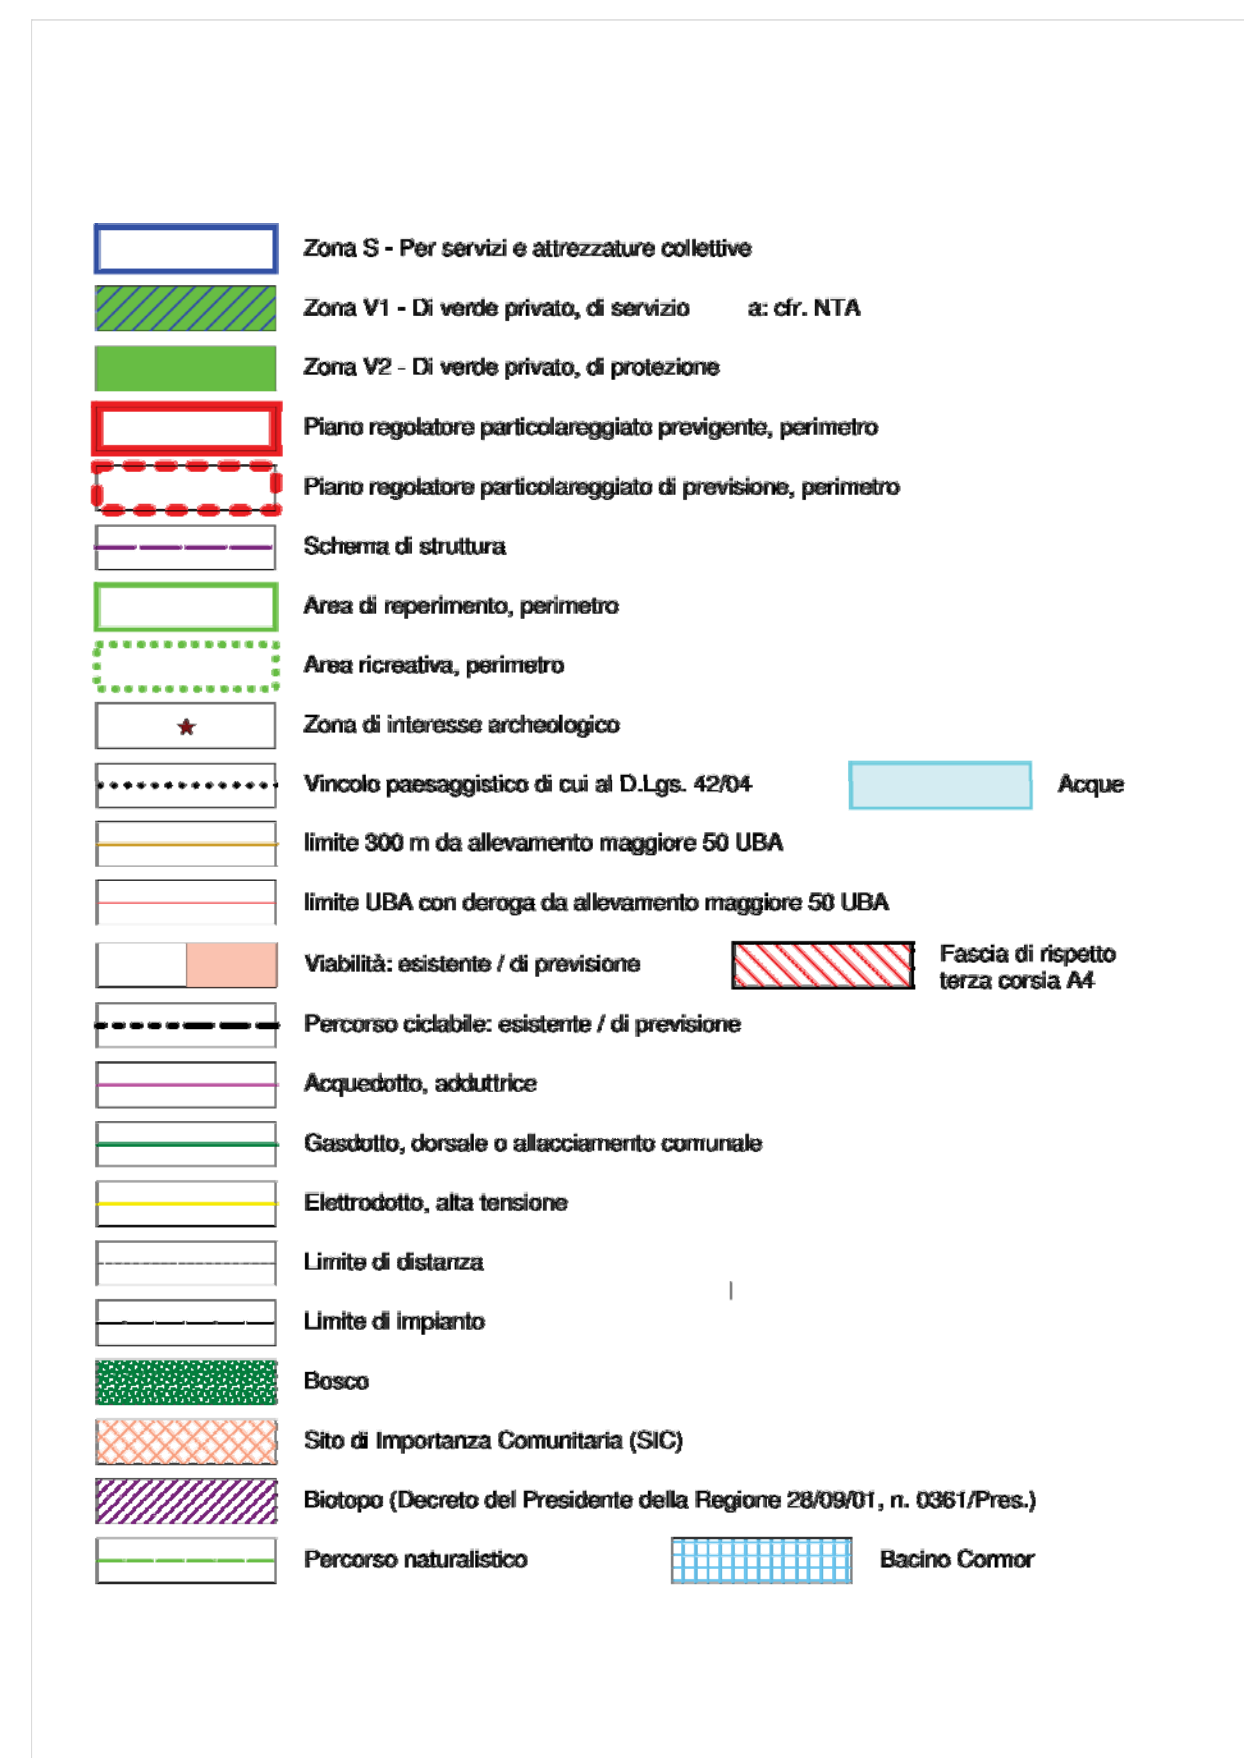 Zona S - Per servizi e attrezzature collettive
Zona V1 - Di verde privato, di servizio a: cfr. NTA
Zona V2 - Di verde privato, di protezione
Piano regolatore particolareggiato previgente, perimetro
Piano regolatore particolareggiato di previsione, perimetro
Schema di struttura
Area di reperimento, perimetro
Area ricreativa, perimetro
Zona di interesse archeologico
Vincolo paesaggistico di cui al D.Lgs. 42/04 Acque
limite 300 m da allevamento maggiore 50 UBA
limite UBA con deroga da allevamento maggiore 50 UBA
Viabilità: esistente / di previsione
Fascia di rispetto
terza corsia A4
Percorso ciclabile: esistente / di previsione
Acquedotto, adduttrice
Gasdotto, dorsale o allacciamento comunale
Elettrodotto, alta tensione
Limite di distanza
Limite di impianto
Bosco
Sito di Importanza Comunitaria (SIC)
Biotopo (Decreto del Presidente della Regione 28/09/01, n. 0361/Pres.)
Percorso naturalistico Bacino Cormor